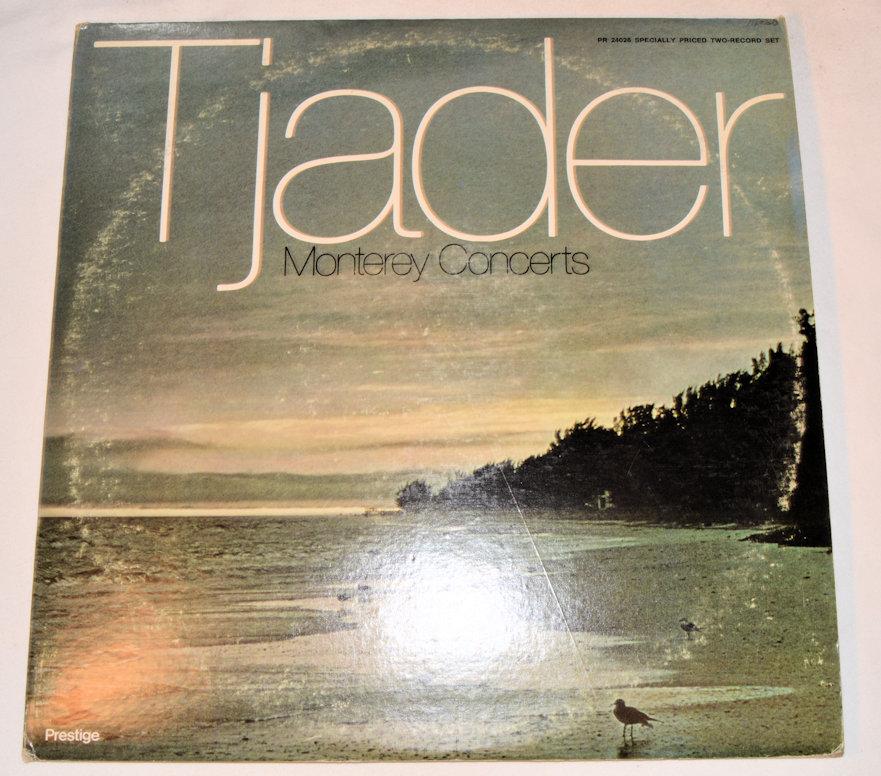 PR 24026 SPECIALLY PRICED TWO-RECORD SET
Tjader
Monterey Concerts
Prestige